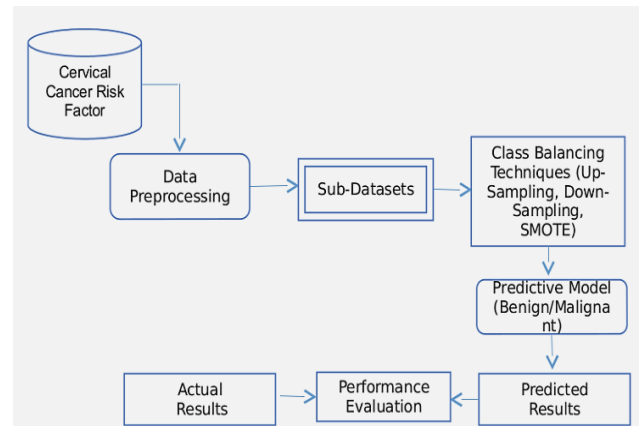 Cervical
Cancer Risk
Factor
Data
Preprocessing
Sub-Datasets
Class Balancing
Techniques (Up-
Sampling, Down-
Sampling,
SMOTE)
Predictive Model
(Benign/Maligna
nt)
Actual
Results
Performance
Evaluation
Predicted
Results